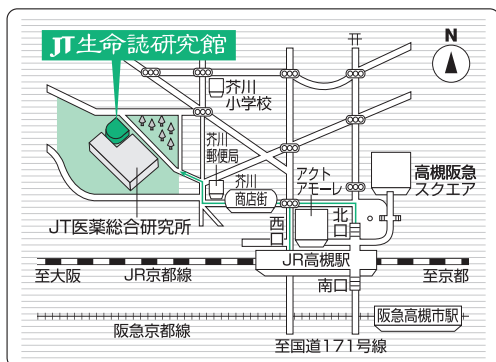 JT生命誌研究館
N
芥川
小学校
芥川
郵便局
芥川
商店街
アクト
アモーレ
高槻阪急
スクエア
JT医薬総合研究所
西
口
北
口
JR高槻駅
至大阪
JR京都線
至京都
南口
阪急高槻市駅
阪急京都線
至国道171号線